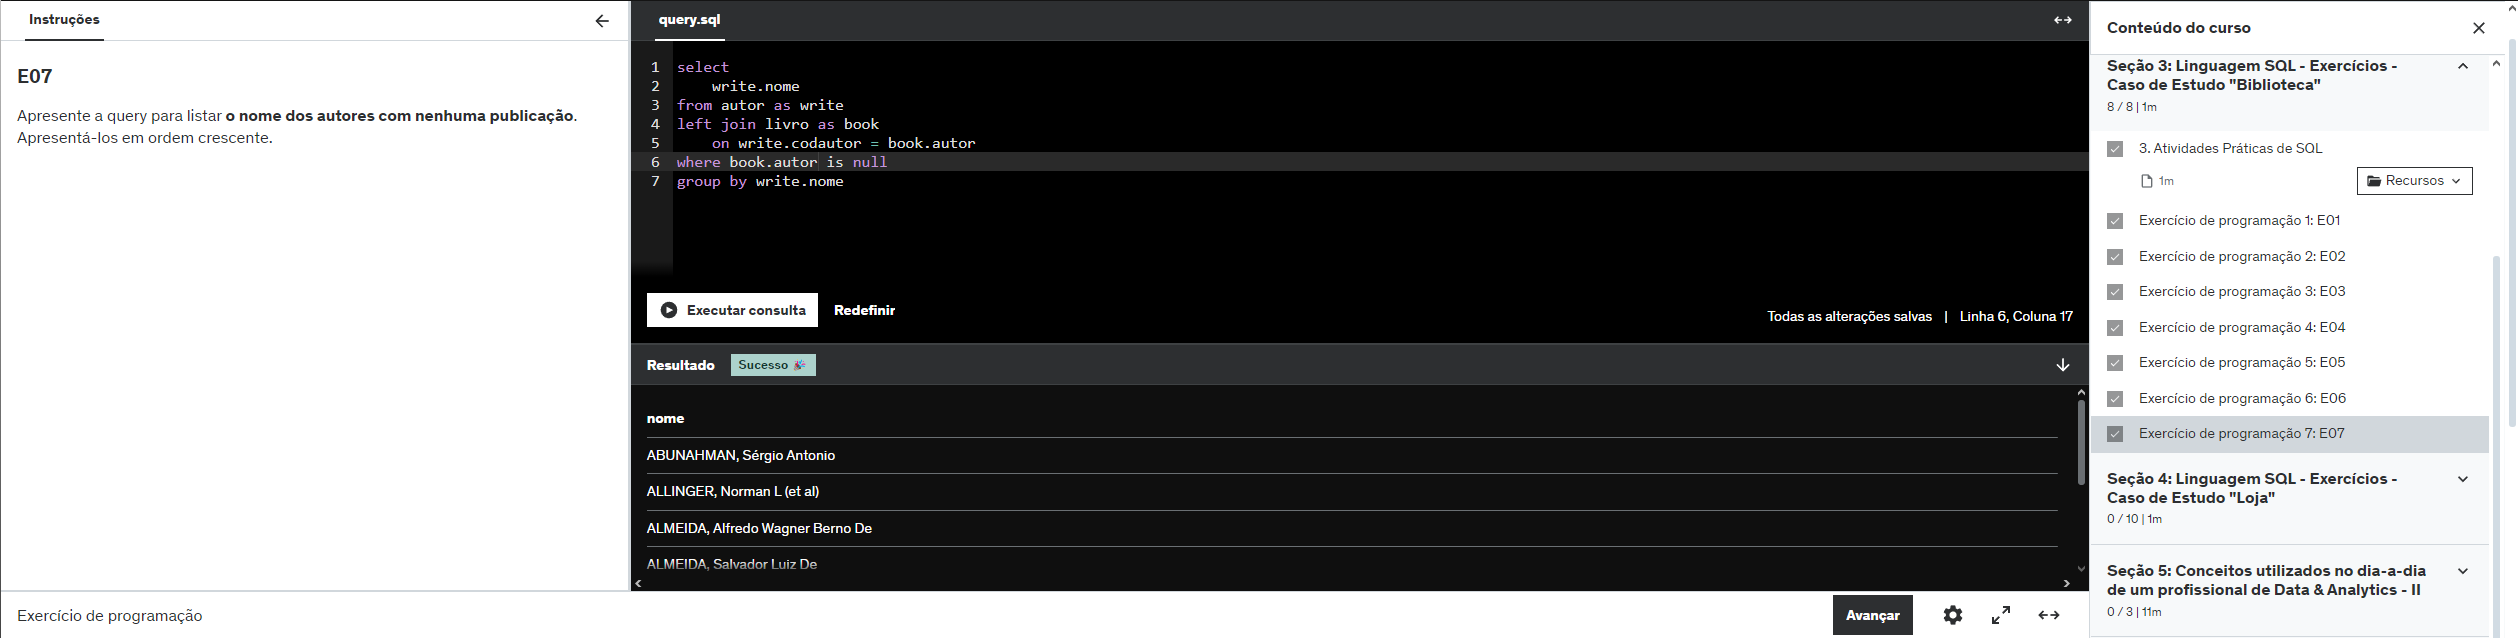 Instruções
E07
Apresente a query para listar o nome dos autores com nenhuma publicação.
Apresentá-los em ordem crescente.
Exercício de programação
query.sql
1 select
2 write.nome
3 from autor as write
4 left join livro as book
5 on write.codautor = book.autor
6 where book.autor is null
7 group by write.nome
Executar consulta
Redefinir
Todas as alterações salvas | Linha 6, Coluna 17
Resultado Sucesso
nome
ABUNAHMAN, Sérgio Antonio
ALLINGER, Norman L (et al)
ALMEIDA, Alfredo Wagner Berno De
ALMEIDA, Salvador Luiz De
Avançar
Conteúdo do curso
Seção 3: Linguagem SQL - Exercícios -
Caso de Estudo "Biblioteca"
8 / 8 | 1m
3. Atividades Práticas de SQL
1m
Recursos
Exercício de programação 1: E01
Exercício de programação 2: E02
Exercício de programação 3: E03
Exercício de programação 4: E04
Exercício de programação 5: E05
Exercício de programação 6: E06
Exercício de programação 7: E07
Seção 4: Linguagem SQL - Exercícios -
Caso de Estudo "Loja"
0 / 10 | 1m
Seção 5: Conceitos utilizados no dia-a-dia
de um profissional de Data & Analytics - II
0 / 3 | 11m